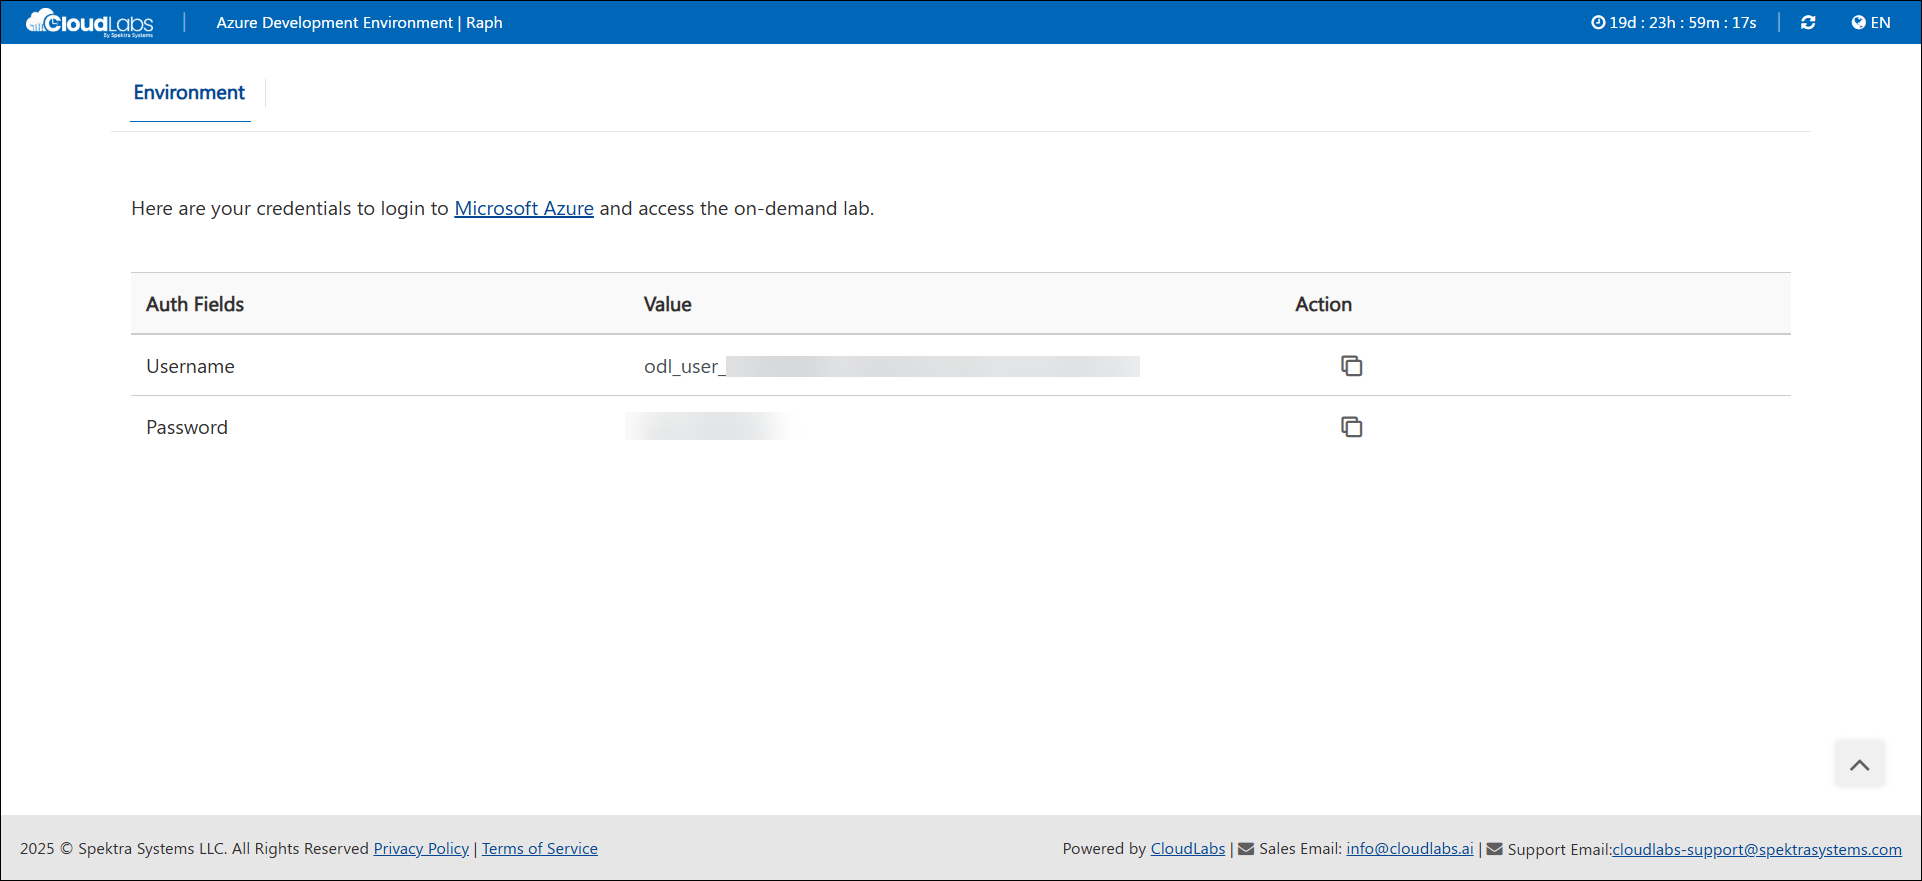 CloudLabs
By Spektra Systems
Azure Development Environment | Raph
19d : 23h : 59m : 17s
EN
Environment
Here are your credentials to login to Microsoft Azure and access the on-demand lab.
Auth Fields Value Action
Username odl_user_
Password
2025 © Spektra Systems LLC. All Rights Reserved Privacy Policy | Terms of Service
Powered by CloudLabs | Sales Email: info@cloudlabs.ai | Support Email:cloudlabs-support@spektrasystems.com